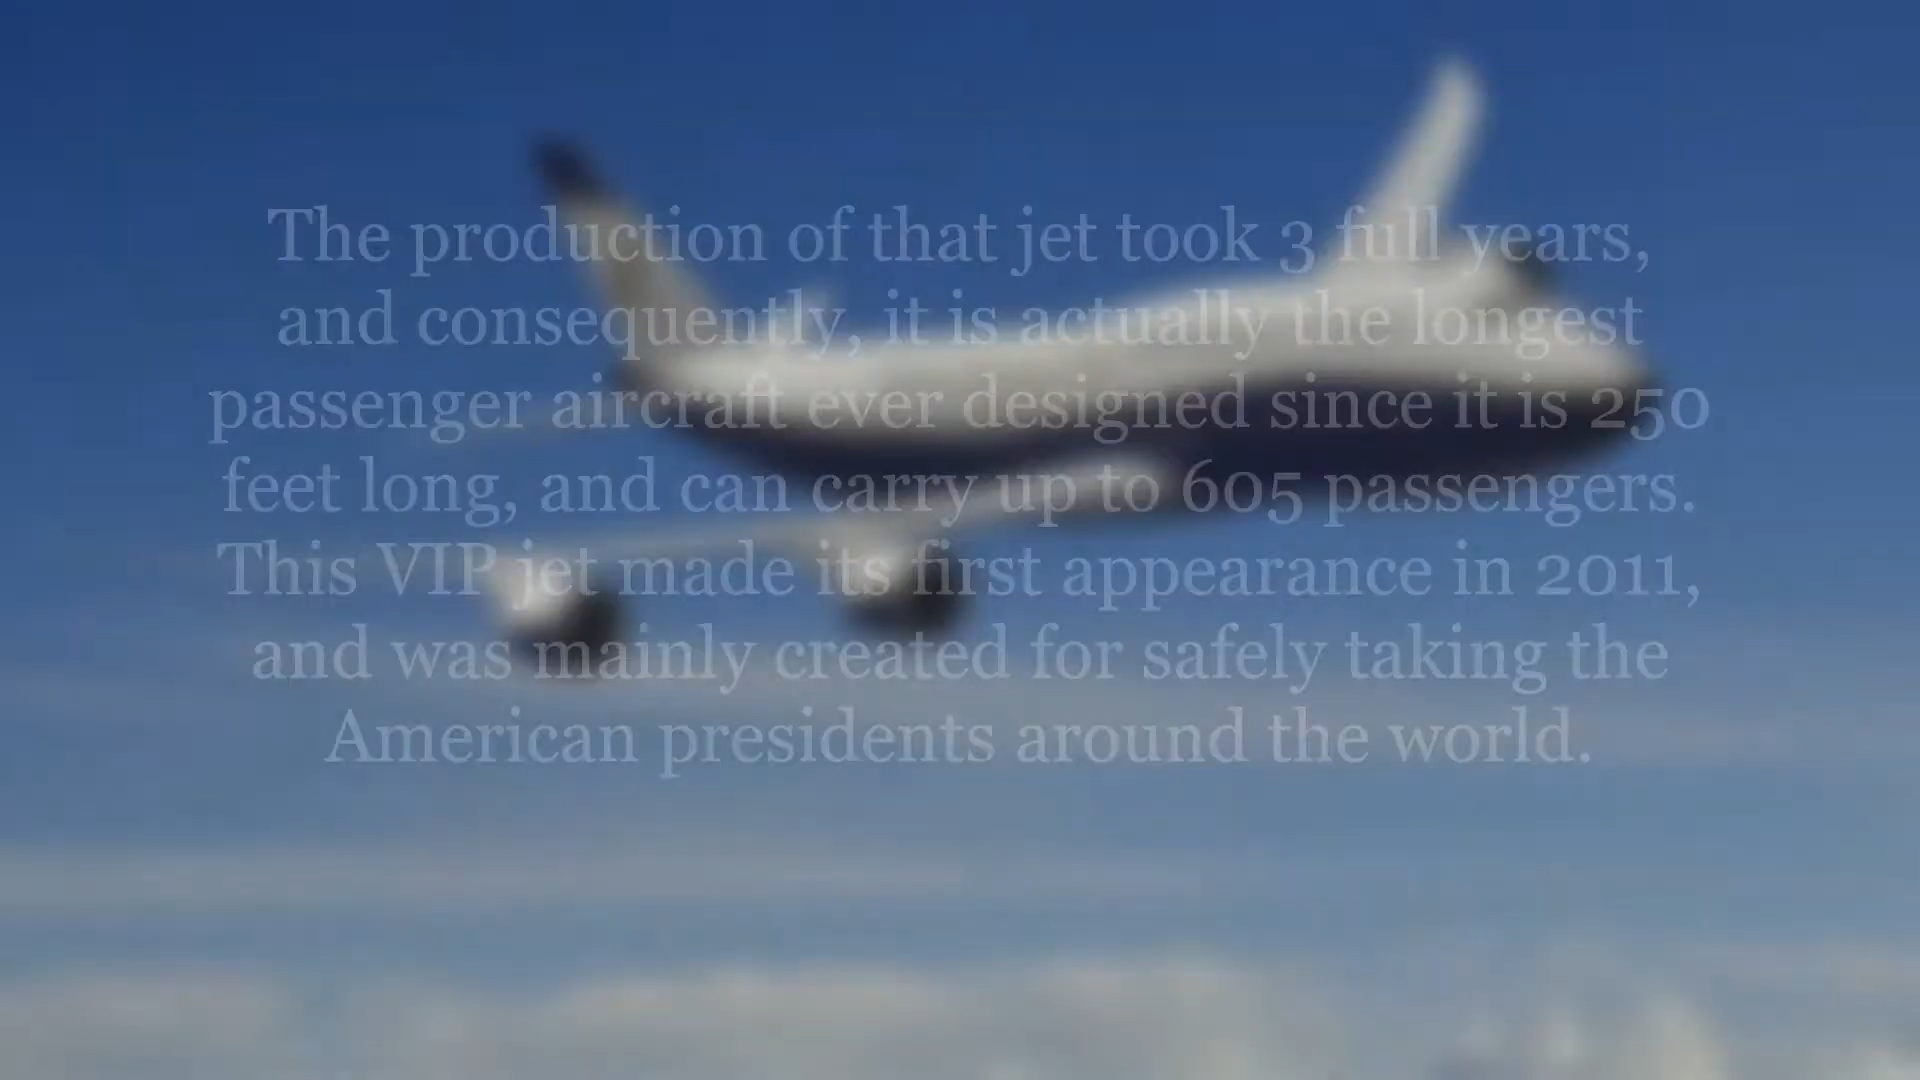 The production of that jet took 3 full years,
and consequently, it is actually the longest
passenger aircraft ever designed since it is 250
feet long, and can carry up to 605 passengers.
This VIP jet made its first appearance in 2011,
and was mainly created for safely taking the
American presidents around the world.